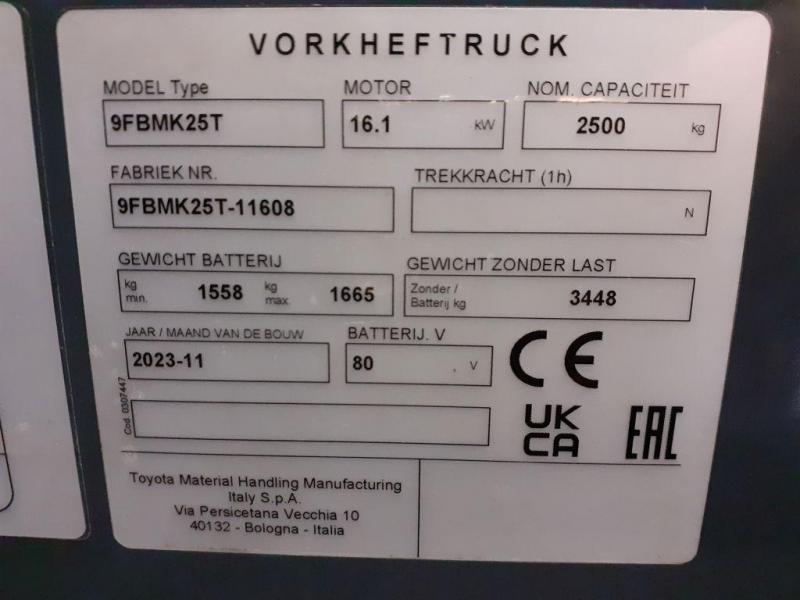 VORKHEFTRUCK
MODEL Type
9FBMK25T
MOTOR
16.1 kW
NOM. CAPACITEIT
2500 kg
FABRIEK NR.
9FBMK25T-11608
TREKKRACHT (1h)
N
GEWICHT BATTERIJ
kg min. 1558 kg max. 1665
GEWICHT ZONDER LAST
Zonder / Batterij kg 3448
JAAR / MAAND VAN DE BOUW
2023-11
BATTERIJ. V
80 V
CE
UK
CA
EAC
Cod. 0307447
Toyota Material Handling Manufacturing
Italy S.p.A.
Via Persicetana Vecchia 10
40132 - Bologna - Italia